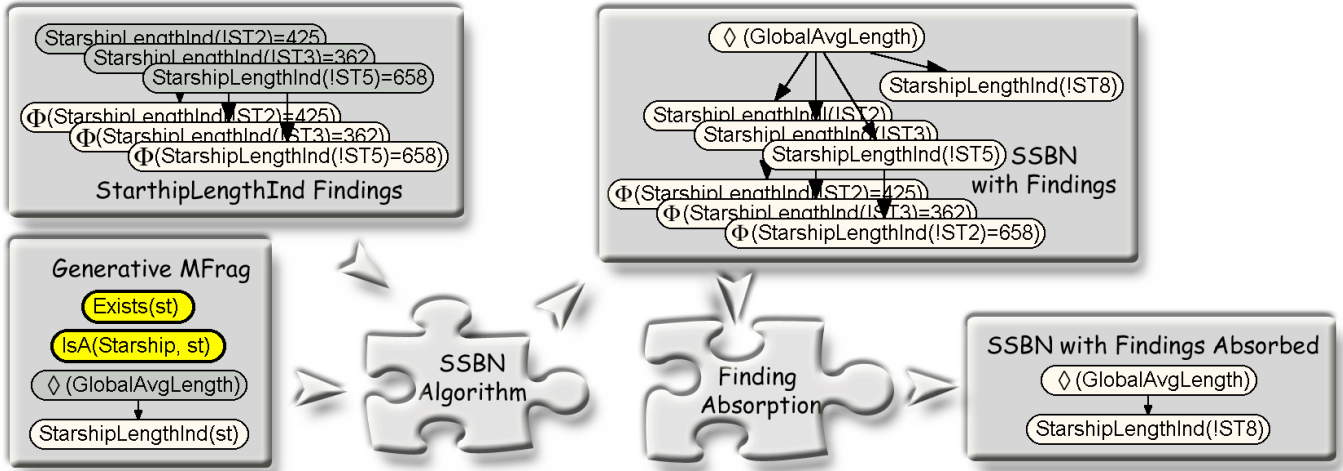 StarshipLengthInd(!ST2)=425
StarshipLengthInd(!ST3)=362
StarshipLengthInd(!ST5)=658
Φ(StarshipLengthInd(!ST2)=425)
Φ(StarshipLengthInd(!ST3)=362)
Φ(StarshipLengthInd(!ST5)=658)
StarthipLengthInd Findings
◊ (GlobalAvgLength)
StarshipLengthInd(!ST8)
StarshipLengthInd(!ST2)
StarshipLengthInd(!ST3)
StarshipLengthInd(!ST5)
SSBN
with Findings
Φ(StarshipLengthInd(!ST2)=425)
Φ(StarshipLengthInd(!ST3)=362)
Φ(StarshipLengthInd(!ST2)=658)
Generative MFrag
Exists(st)
IsA(Starship, st)
◊ (GlobalAvgLength)
StarshipLengthInd(st)
SSBN
Algorithm
Finding
Absorption
SSBN with Findings Absorbed
◊ (GlobalAvgLength)
StarshipLengthInd(!ST8)